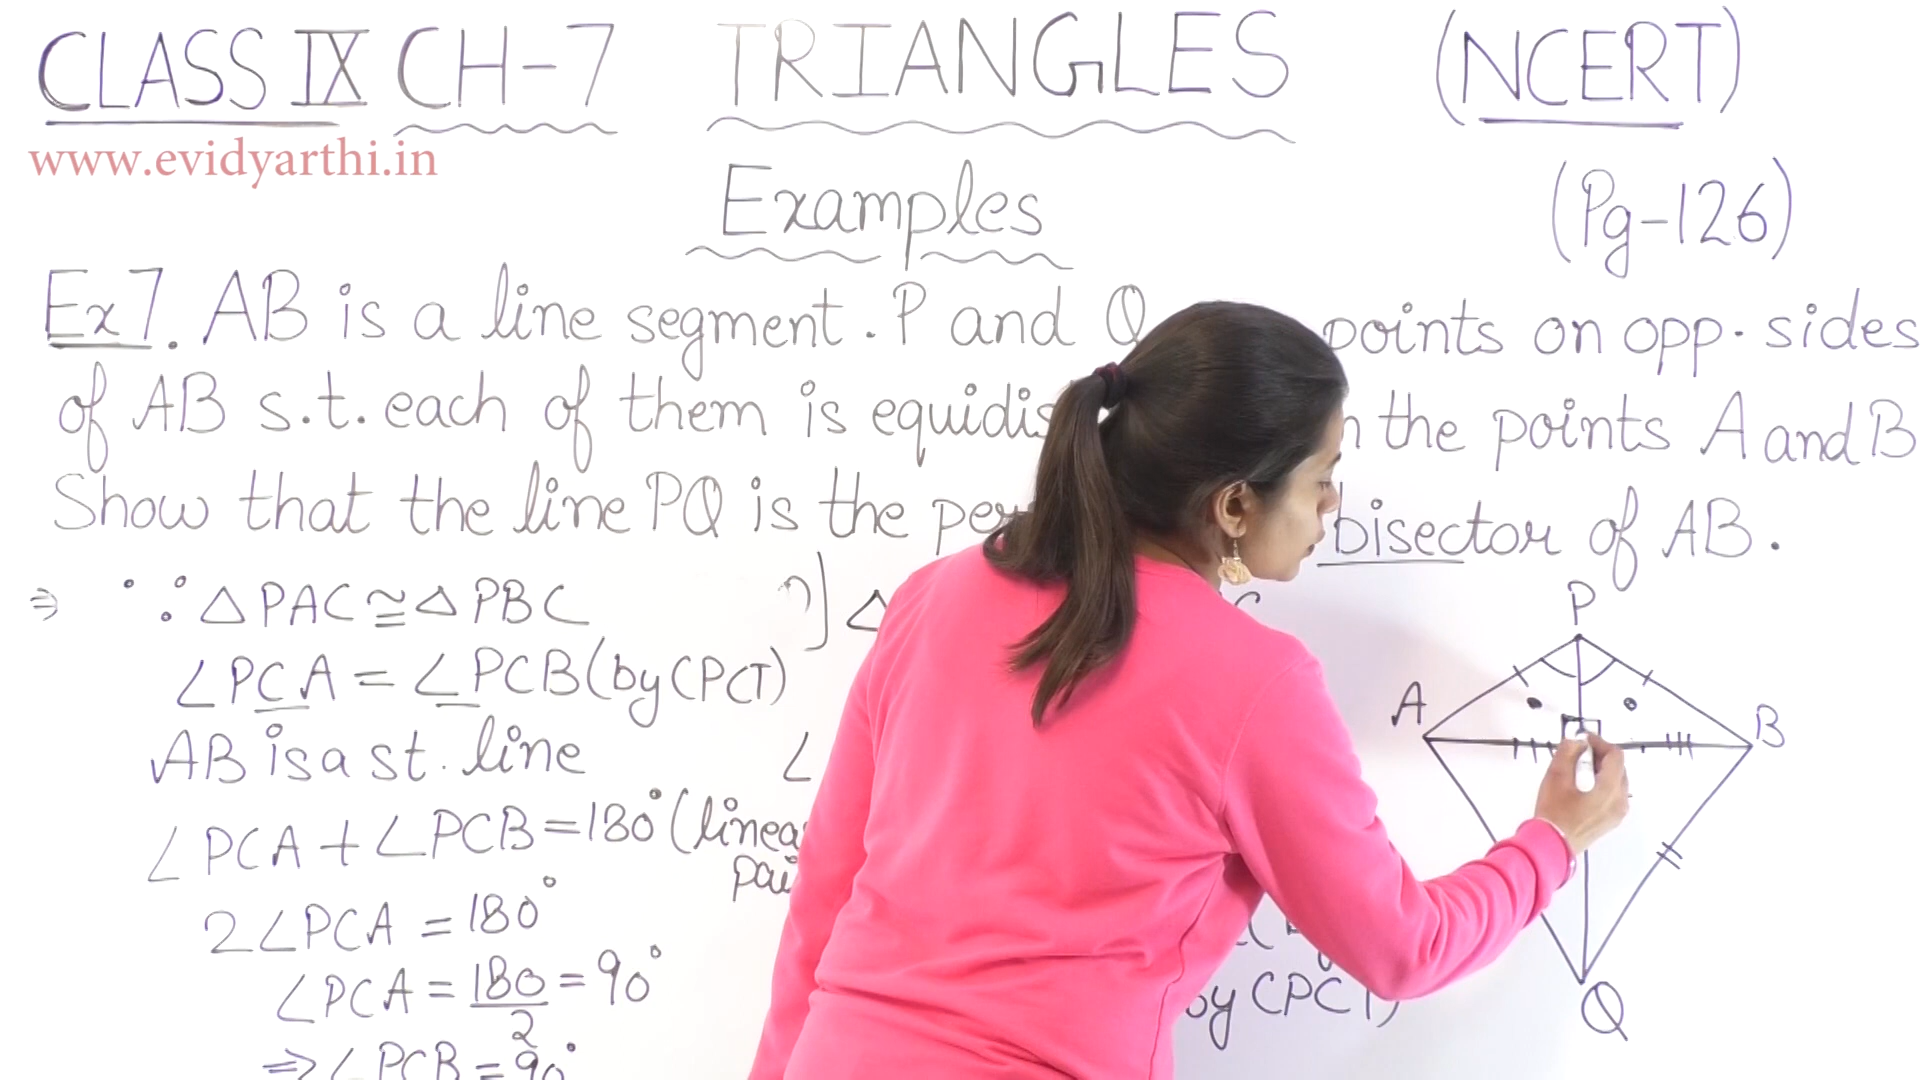 CLASS IX CH-7 TRIANGLES (NCERT)
www.evidyarthi.in
Examples (Pg-126)
Ex7. AB is a line segment. P and Q points on opp. sides
of AB s.t. each of them is equidis the points A and B
Show that the line PQ is the per bisector of AB.
⇒ ∵ △PAC ≅ △PBC △
∠PCA = ∠PCB (by CPCT)
AB is a st. line ∠
∠PCA + ∠PCB = 180° (linear
pai
2∠PCA = 180°
∠PCA = 180/2 = 90°
by CPCT)
⇒ ∠PCB = 90°
P
A
B
Q